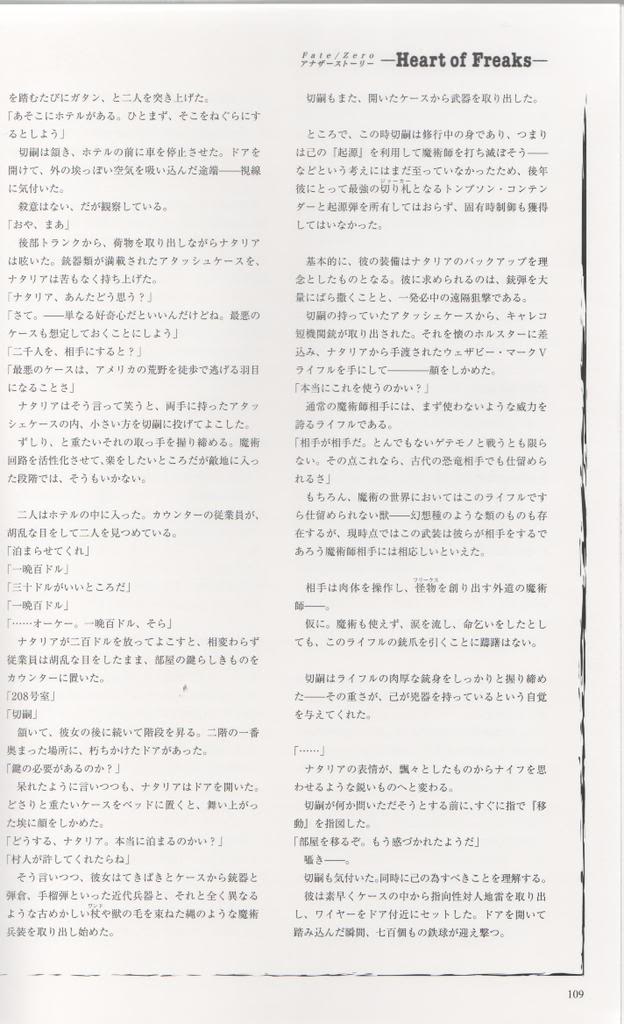 Fate/Zero
アナザーストーリー
—Heart of Freaks—
を踏むたびにガタン、と二人を突き上げた。
「あそこにホテルがある。ひとまず、そこをねぐらにす
るとしよう」
　切嗣は頷き、ホテルの前に車を停止させた。ドアを
開けて、外の埃っぽい空気を吸い込んだ途端——視線
に気付いた。
　殺意はない、だが観察している。
「おや、まあ」
　後部トランクから、荷物を取り出しながらナタリア
は呟いた。銃器類が満載されたアタッシュケースを、
ナタリアは苦もなく持ち上げた。
「ナタリア、あんたどう思う？」
「さて。——単なる好奇心だといいんだけどね。最悪の
ケースも想定しておくことにしよう」
「二千人を、相手にすると？」
「最悪のケースは、アメリカの荒野を徒歩で逃げる羽目
になることさ」
　ナタリアはそう言って笑うと、両手に持ったアタッ
シェケースの内、小さい方を切嗣に投げてよこした。
　ずしり、と重たいそれの取っ手を握り締める。魔術
回路を活性化させて、楽をしたいところだが敵地に入っ
た段階では、そうもいかない。
　二人はホテルの中に入った。カウンターの従業員が、
胡乱な目をして二人を見つめている。
「泊まらせてくれ」
「一晩百ドル」
「三十ドルがいいところだ」
「一晩百ドル」
「……オーケー。一晩百ドル、そら」
　ナタリアが二百ドルを放ってよこすと、相変わらず
従業員は胡乱な目をしたまま、部屋の鍵らしきものを
カウンターに置いた。
「208号室」
「切嗣」
　頷いて、彼女の後に続いて階段を昇る。二階の一番
奥まった場所に、朽ちかけたドアがあった。
「鍵の必要があるのか？」
　呆れたように言いつつも、ナタリアはドアを開いた。
どさりと重たいケースをベッドに置くと、舞い上がっ
た埃に顔をしかめた。
「どうする、ナタリア。本当に泊まるのかい？」
「村人が許してくれたらね」
　そう言いつつ、彼女はてきぱきとケースから銃器と
弾倉、手榴弾といった近代兵器と、それと全く異なる
ワンド
ような古めかしい杖や獣の毛を束ねた縄のような魔術
兵装を取り出し始めた。
　切嗣もまた、開いたケースから武器を取り出した。
　ところで、この時切嗣は修行中の身であり、つまり
は己の『起源』を利用して魔術師を打ち滅ぼそう——
などという考えにはまだ至っていなかったため、後年
ジョーカー
彼にとって最強の切り札となるトンプソン・コンテン
ダーと起源弾を所有してはおらず、固有時制御も獲得
してはいなかった。
　基本的に、彼の装備はナタリアのバックアップを理
念としたものとなる。彼に求められるのは、銃弾を大
量にばら撒くことと、一発必中の遠隔狙撃である。
　切嗣の持っていたアタッシェケースから、キャレコ
短機関銃が取り出された。それを懐のホルスターに差
込み、ナタリアから手渡されたウェザビー・マークⅤ
ライフルを手にして————顔をしかめた。
「本当にこれを使うのかい？」
　通常の魔術師相手には、まず使わないような威力を
誇るライフルである。
「相手が相手だ。とんでもないゲテモノと戦うとも限ら
ない。その点これなら、古代の恐竜相手でも仕留めら
れるさ」
　もちろん、魔術の世界においてはこのライフルです
ら仕留められない獣——幻想種のような類のものも存
在するが、現時点ではこの武装は彼らが相手をするで
あろう魔術師相手には相応しいといえた。
フリークス
　相手は肉体を操作し、怪物を創り出す外道の魔術
師——。
　仮に。魔術も使えず、涙を流し、命乞いをしたとし
ても、このライフルの銃爪を引くことに躊躇はない。
　切嗣はライフルの肉厚な銃身をしっかりと握り締め
た——その重さが、己が兇器を持っているという自覚
を与えてくれた。
「……」
　ナタリアの表情が、飄々としたものからナイフを思
わせるような鋭いものへと変わる。
　切嗣が何か問いただそうとする前に、すぐに指で『移
動』を指図した。
「部屋を移るぞ。もう感づかれたようだ」
　囁き——。
　切嗣も気付いた。同時に己の為すべきことを理解する。
　彼は素早くケースの中から指向性対人地雷を取り出
し、ワイヤーをドア付近にセットした。ドアを開いて
踏み込んだ瞬間、七百個もの鉄球が迎え撃つ。
109